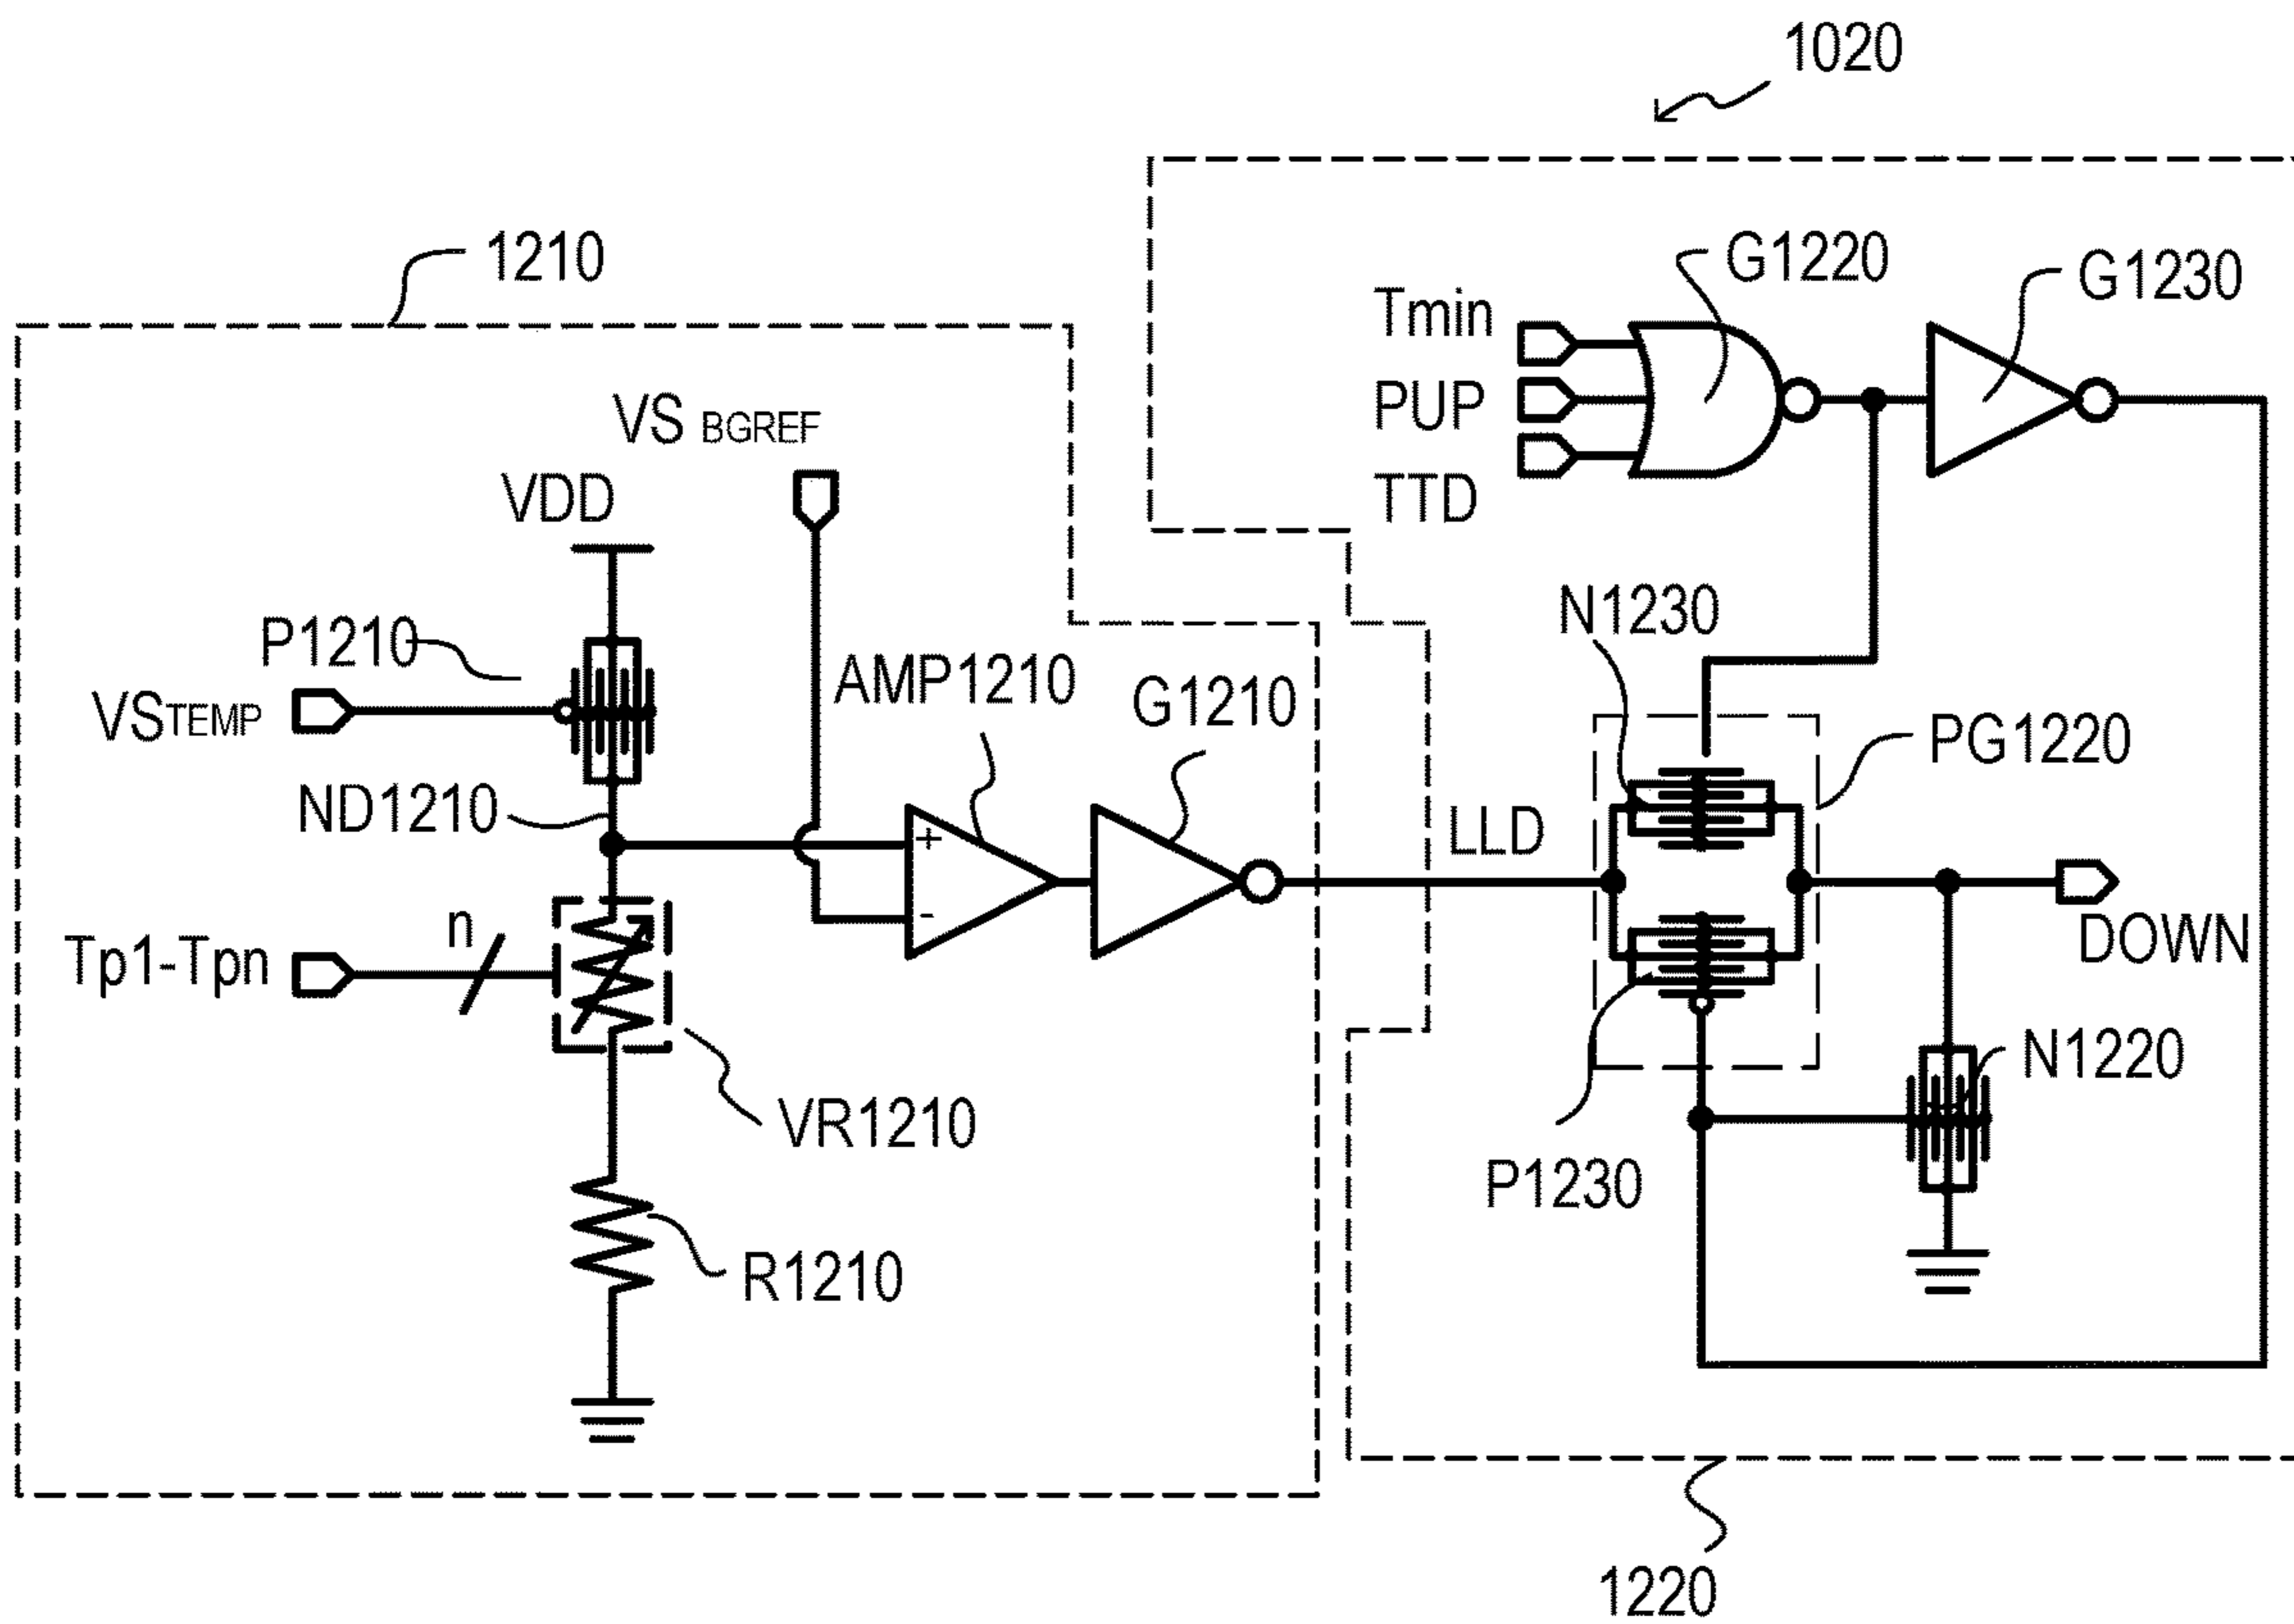 1020
1210
G1220
G1230
Tmin
PUP
TTD
VS BGREF
VDD
N1230
P1210
AMP1210
G1210
VSTEMP
PG1220
ND1210
LLD
+
-
n
Tp1-Tpn
DOWN
N1220
VR1210
P1230
R1210
1220